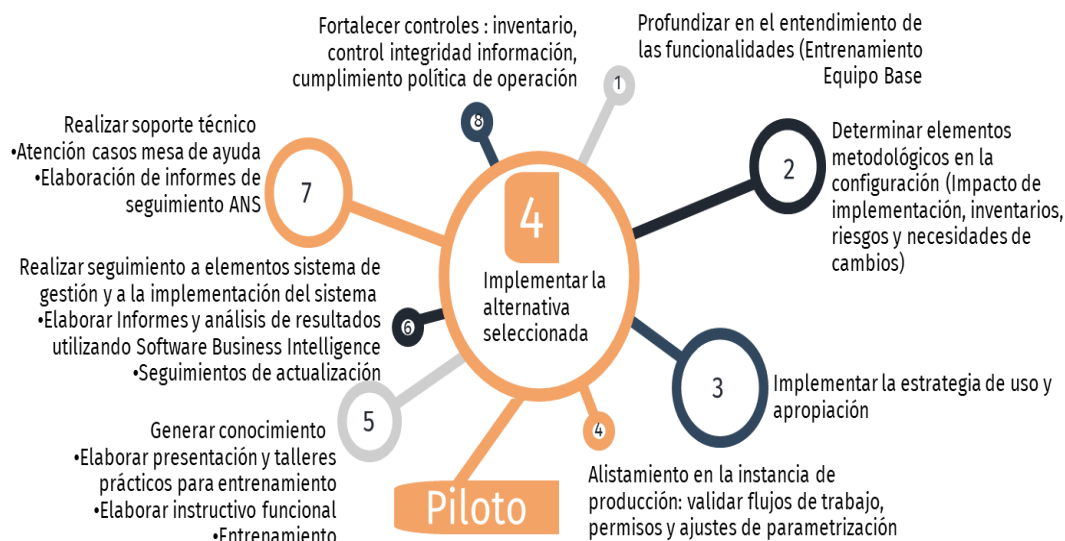 Fortalecer controles : inventario,
control integridad información,
cumplimiento política de operación
8
1
Profundizar en el entendimiento de
las funcionalidades (Entrenamiento
Equipo Base
2
Determinar elementos
metodológicos en la
configuración (Impacto de
implementación, inventarios,
riesgos y necesidades de
cambios)
Realizar soporte técnico
•Atención casos mesa de ayuda
•Elaboración de informes de
seguimiento ANS
7
4
Implementar la
alternativa
seleccionada
Realizar seguimiento a elementos sistema de
gestión y a la implementación del sistema
•Elaborar Informes y análisis de resultados
utilizando Software Business Intelligence
•Seguimientos de actualización
6
3
Implementar la estrategia de uso y
apropiación
5
Generar conocimiento
•Elaborar presentación y talleres
prácticos para entrenamiento
•Elaborar instructivo funcional
•Entrenamiento
4
Alistamiento en la instancia de
producción: validar flujos de trabajo,
permisos y ajustes de parametrización
Piloto